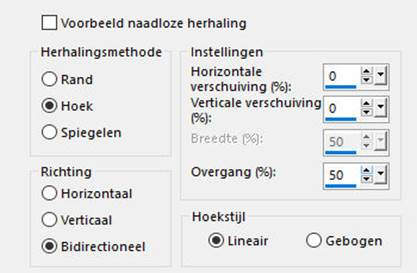 Voorbeeld naadloze herhaling
Herhalingsmethode
Rand
Hoek
Spiegelen
Richting
Horizontaal
Verticaal
Bidirectioneel
Instellingen
Horizontale
verschuiving (%):
0
Verticale verschuiving
(%):
0
Breedte (%):
50
Overgang (%):
50
Hoekstijl
Lineair
Gebogen